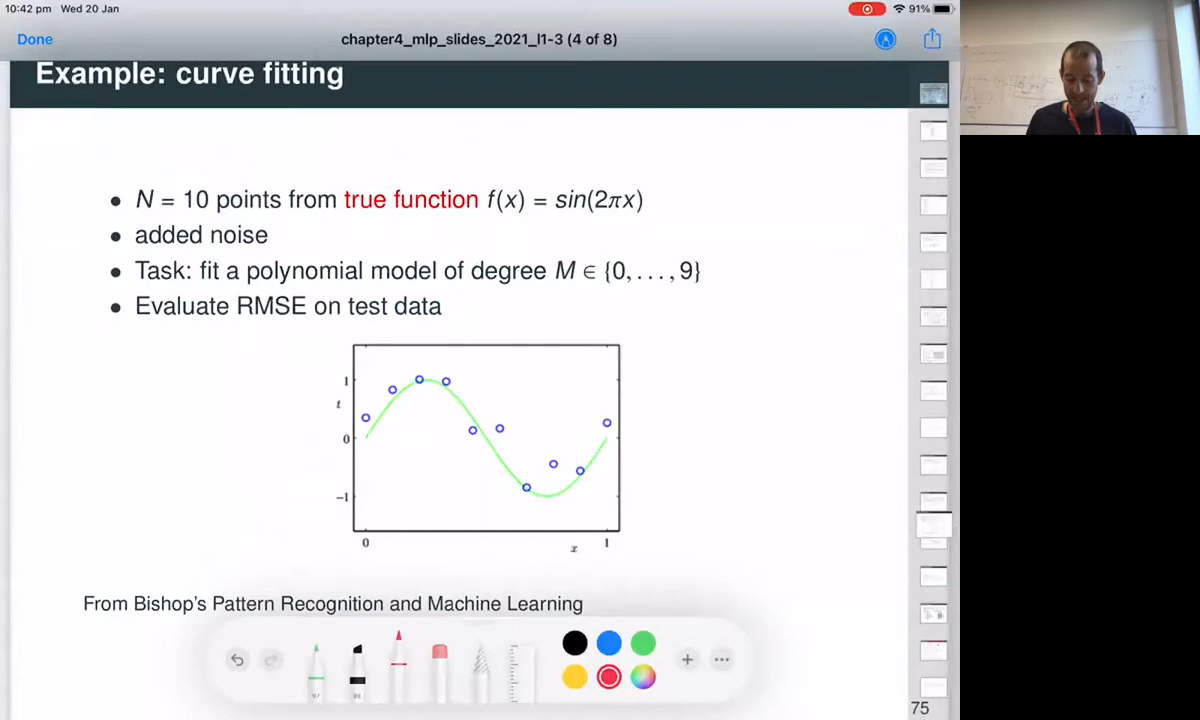 10:42 pm Wed 20 Jan
91%
Done
chapter4_mlp_slides_2021_l1-3 (4 of 8)
Example: curve fitting
• N = 10 points from true function f(x) = sin(2πx)
• added noise
• Task: fit a polynomial model of degree M ∈ {0, . . . , 9}
• Evaluate RMSE on test data
1
t
0
−1
0
x
1
From Bishop's Pattern Recognition and Machine Learning
97
75